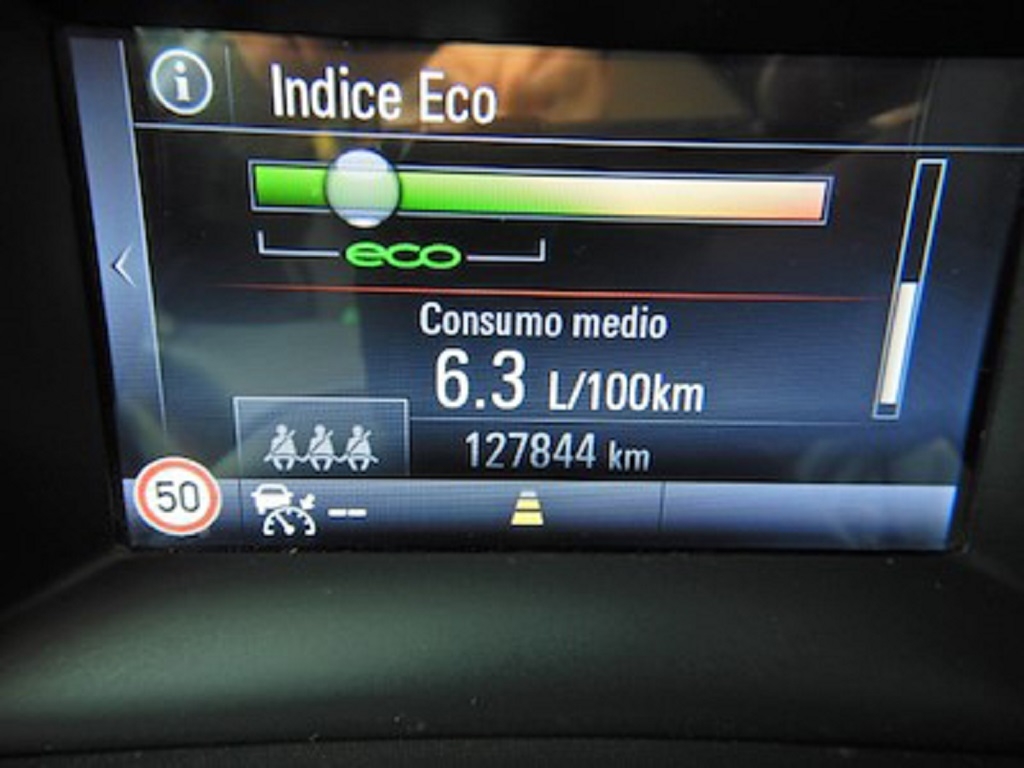 Indice Eco
eco
Consumo medio
6.3 L/100km
127844 km
50
--